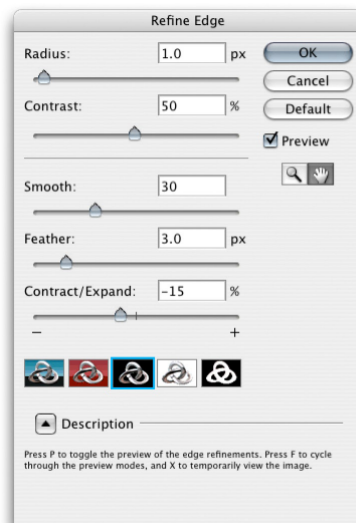 Refine Edge
Radius: 1.0 px
OK
Cancel
Contrast: 50 %
Default
Preview
Smooth: 30
Feather: 3.0 px
Contract/Expand: -15 %
− +
Description
Press P to toggle the preview of the edge refinements. Press F to cycle
through the preview modes, and X to temporarily view the image.